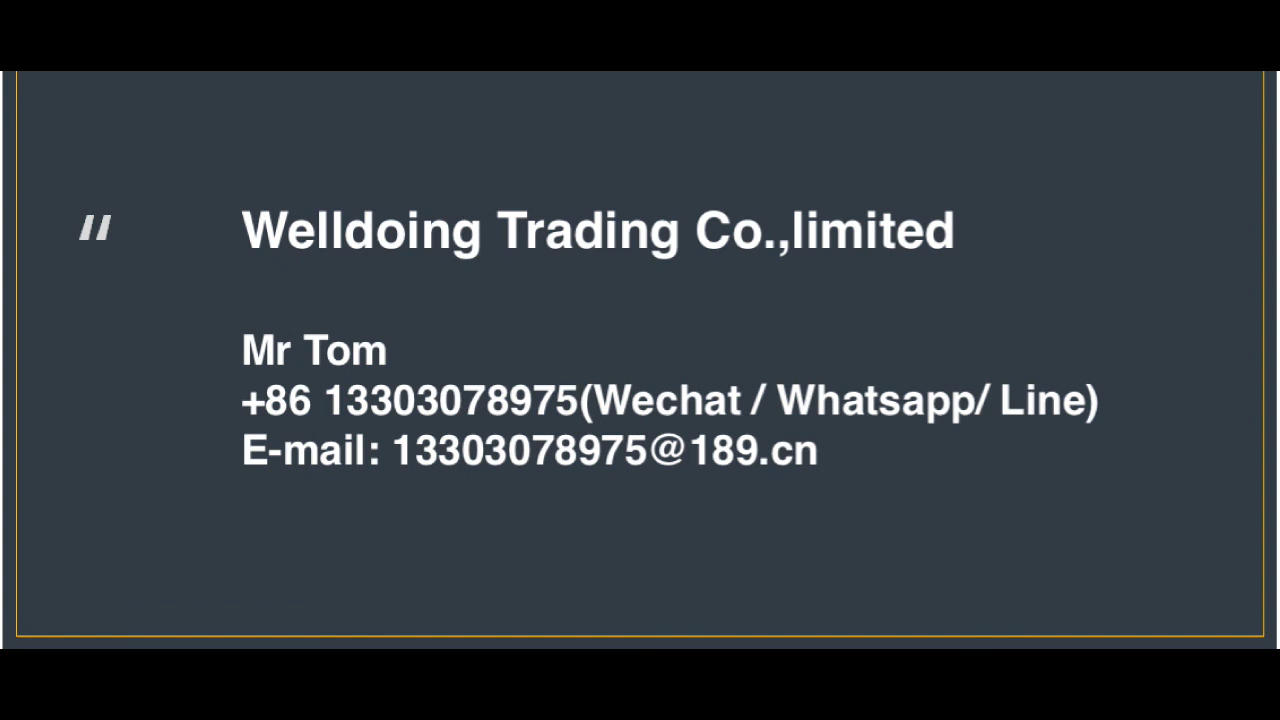 “
Welldoing Trading Co.,limited
Mr Tom
+86 13303078975(Wechat / Whatsapp/ Line)
E-mail: 13303078975@189.cn